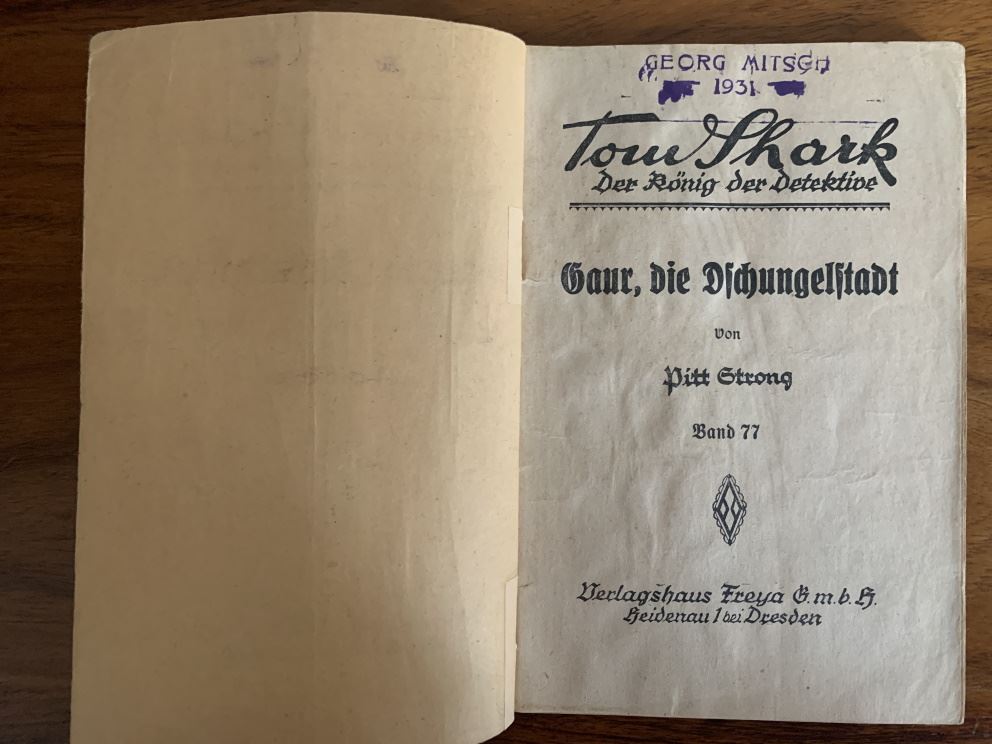 GEORG MITSCH
1931
Tom Shark
Der König der Detektive
Gaur, die Dschungelstadt
von
Pitt Strong
Band 77
Verlagshaus Freya G.m.b.H.
Heidenau 1 bei Dresden